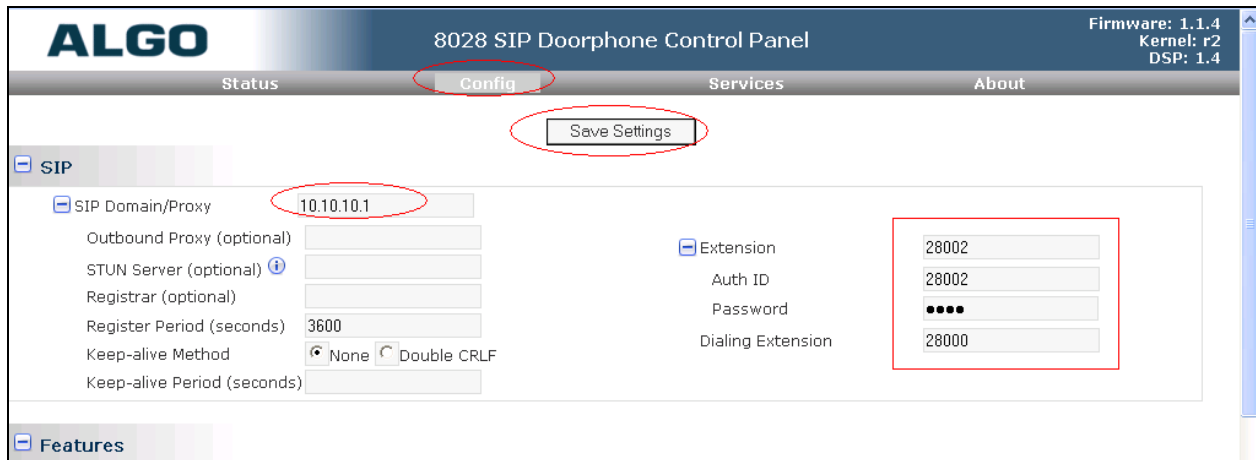 ALGO
8028 SIP Doorphone Control Panel
Firmware: 1.1.4
Kernel: r2
DSP: 1.4
Status Config Services About
Save Settings
SIP
SIP Domain/Proxy 10.10.10.1
Outbound Proxy (optional)
STUN Server (optional)
Registrar (optional)
Register Period (seconds) 3600
Keep-alive Method None Double CRLF
Keep-alive Period (seconds)
Extension 28002
Auth ID 28002
Password ••••
Dialing Extension 28000
Features